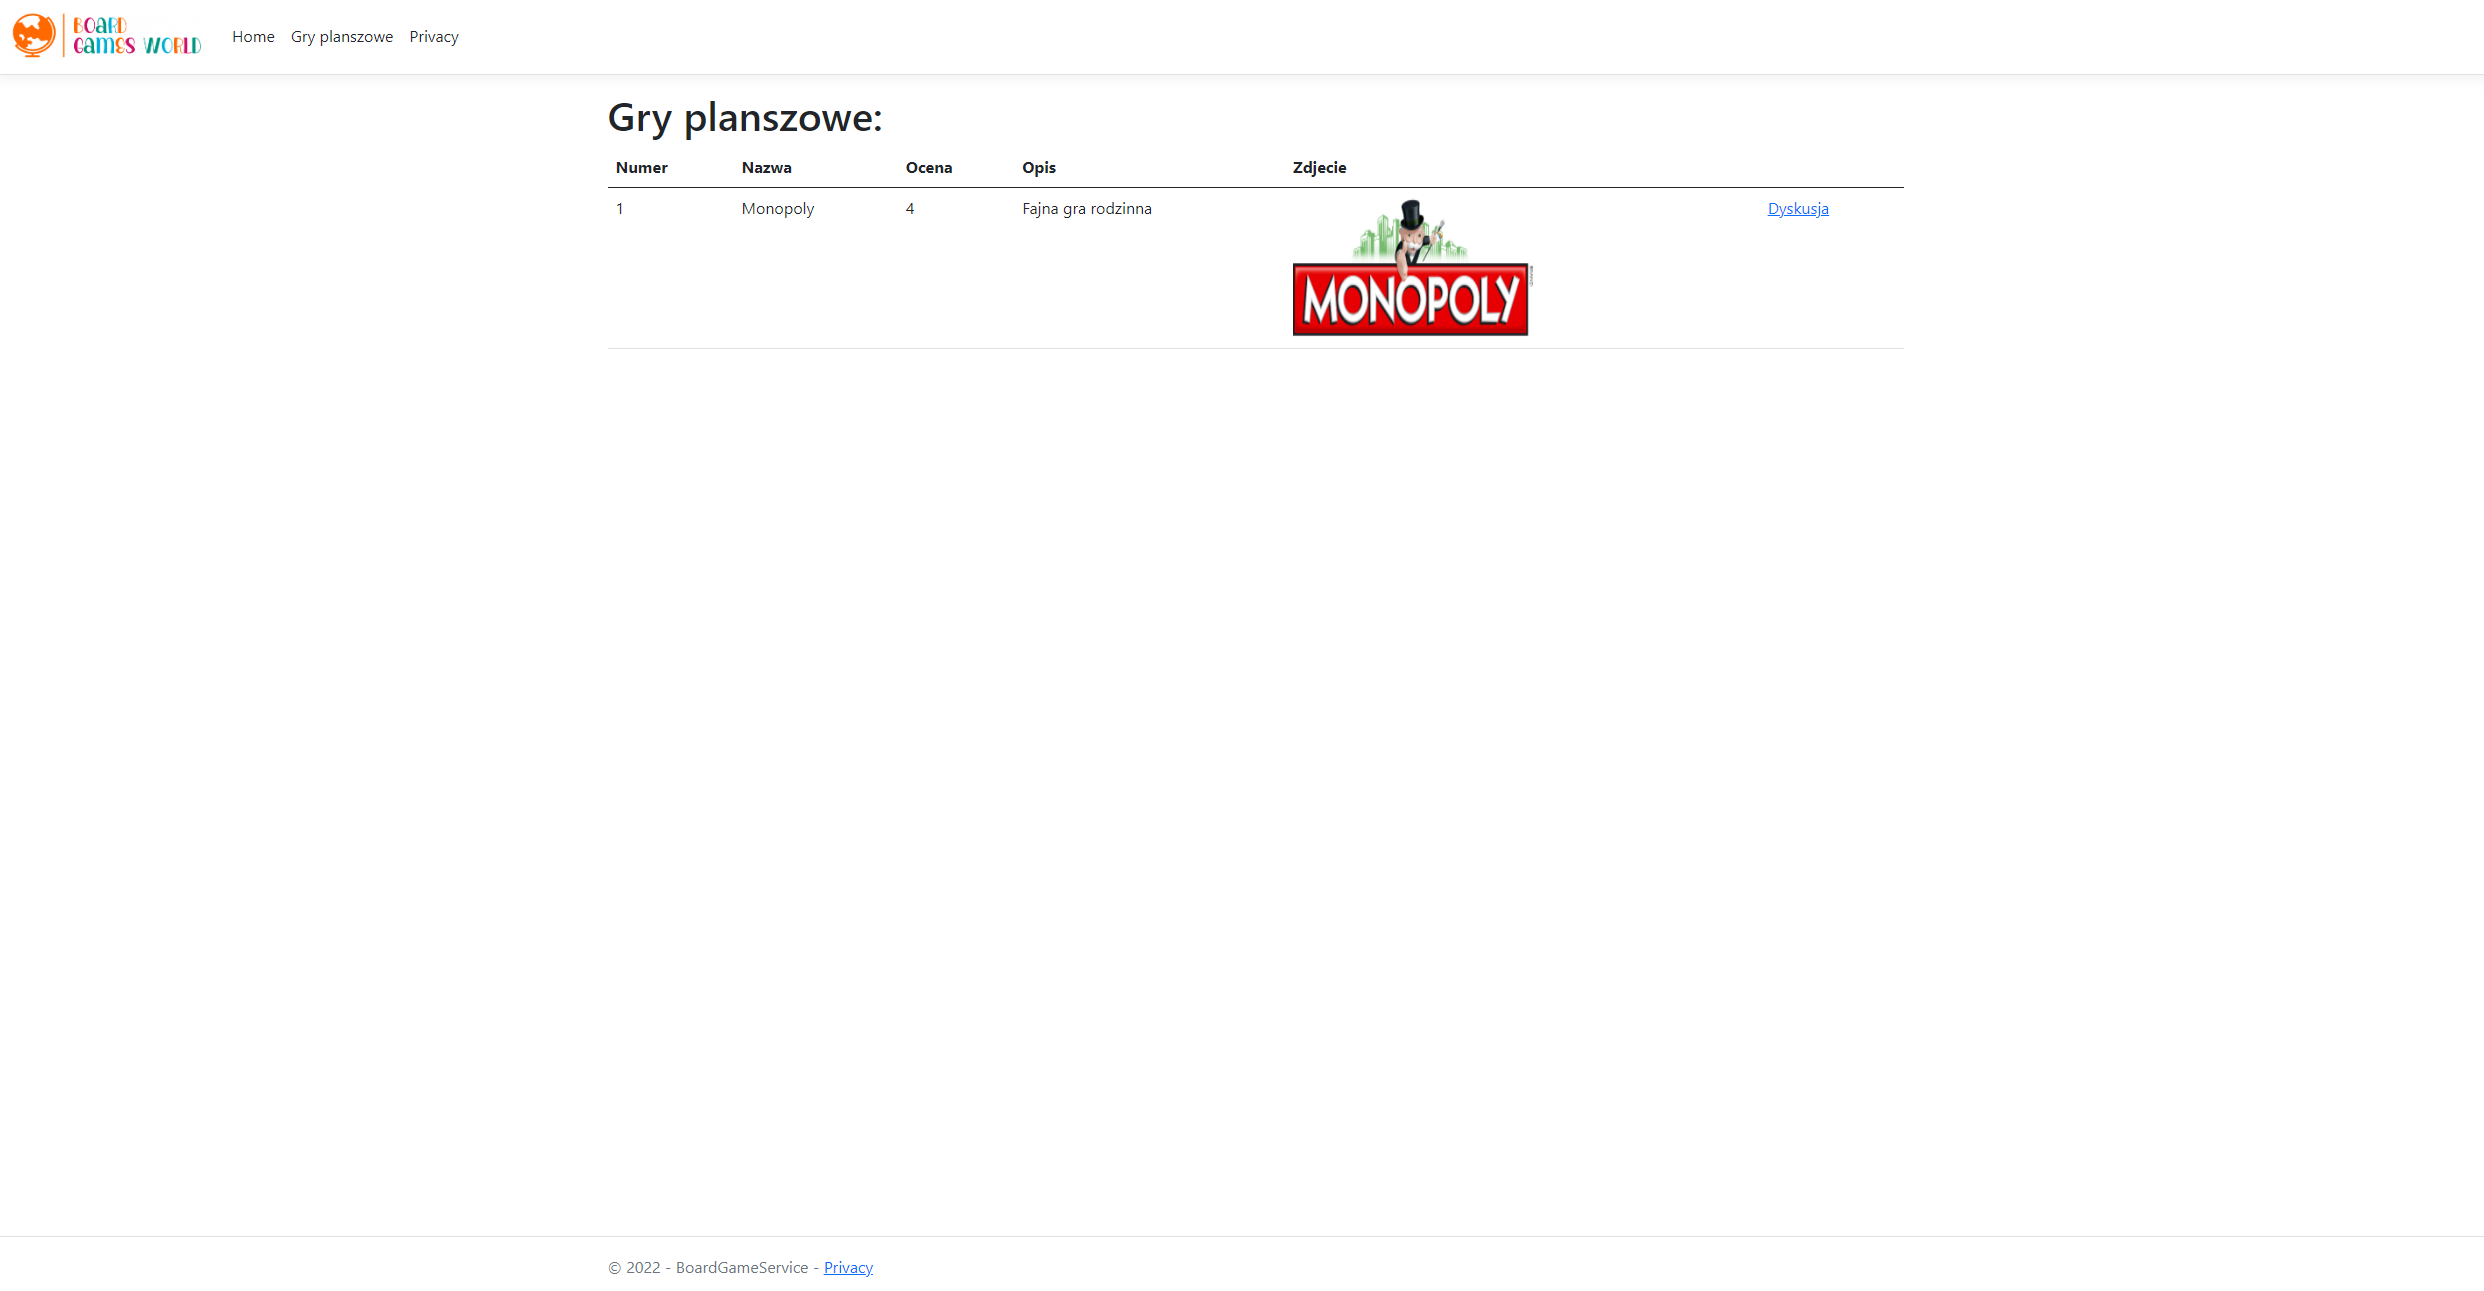 BOARD
GAMES WORLD
Home Gry planszowe Privacy
Gry planszowe:
Numer Nazwa Ocena Opis Zdjecie
1 Monopoly 4 Fajna gra rodzinna Dyskusja
MONOPOLY
© 2022 - BoardGameService - Privacy